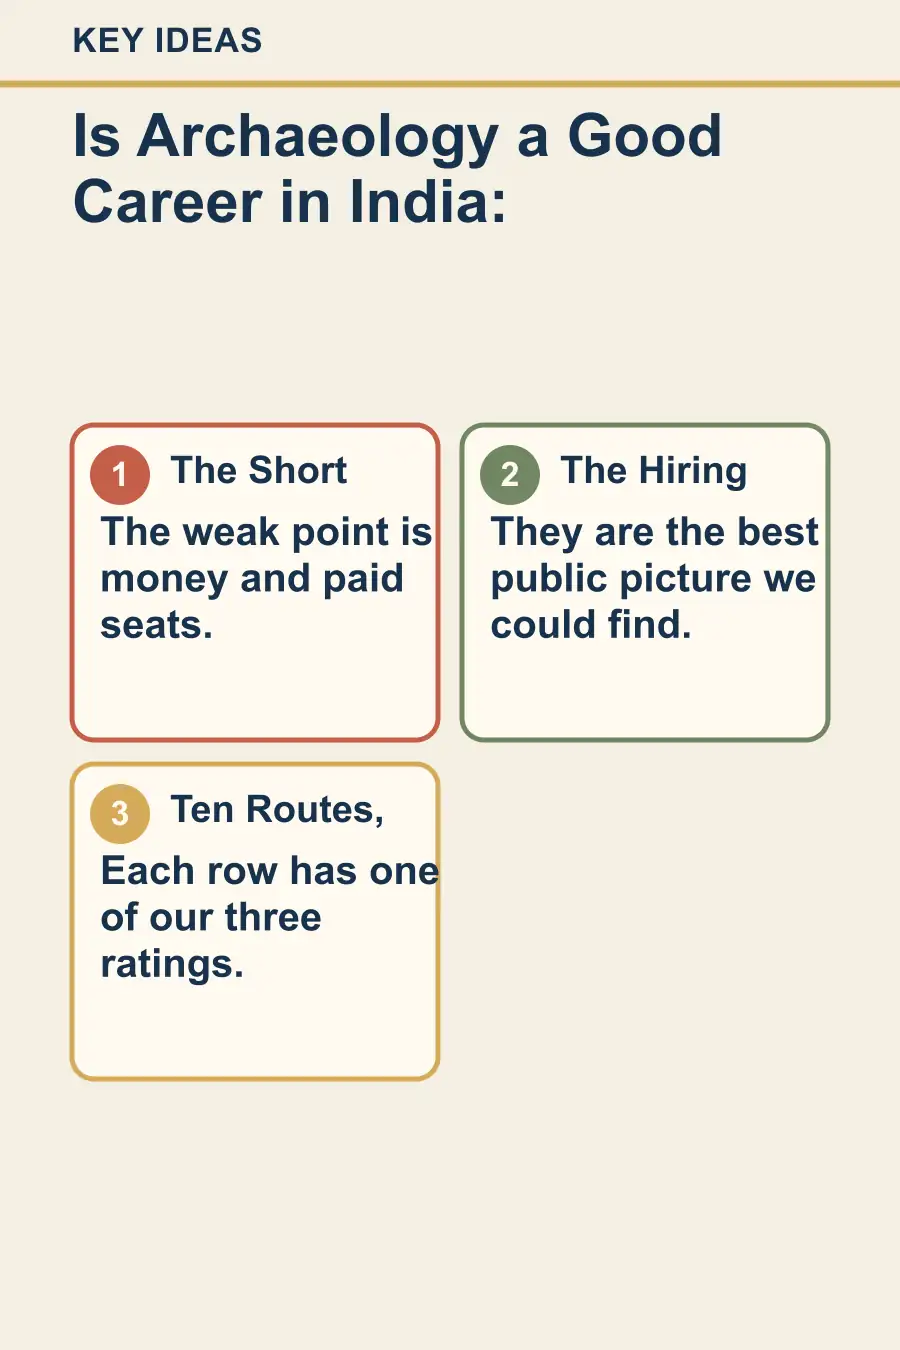 KEY IDEAS
Is Archaeology a Good
Career in India:
1 The Short
The weak point is
money and paid
seats.
2 The Hiring
They are the best
public picture we
could find.
3 Ten Routes,
Each row has one
of our three
ratings.